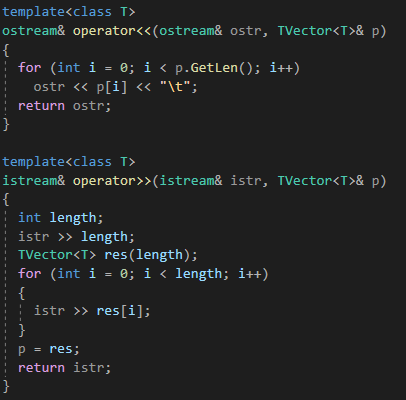 template<class T>
ostream& operator<<(ostream& ostr, TVector<T>& p)
{
  for (int i = 0; i < p.GetLen(); i++)
    ostr << p[i] << "\t";
  return ostr;
}

template<class T>
istream& operator>>(istream& istr, TVector<T>& p)
{
  int length;
  istr >> length;
  TVector<T> res(length);
  for (int i = 0; i < length; i++)
  {
    istr >> res[i];
  }
  p = res;
  return istr;
}